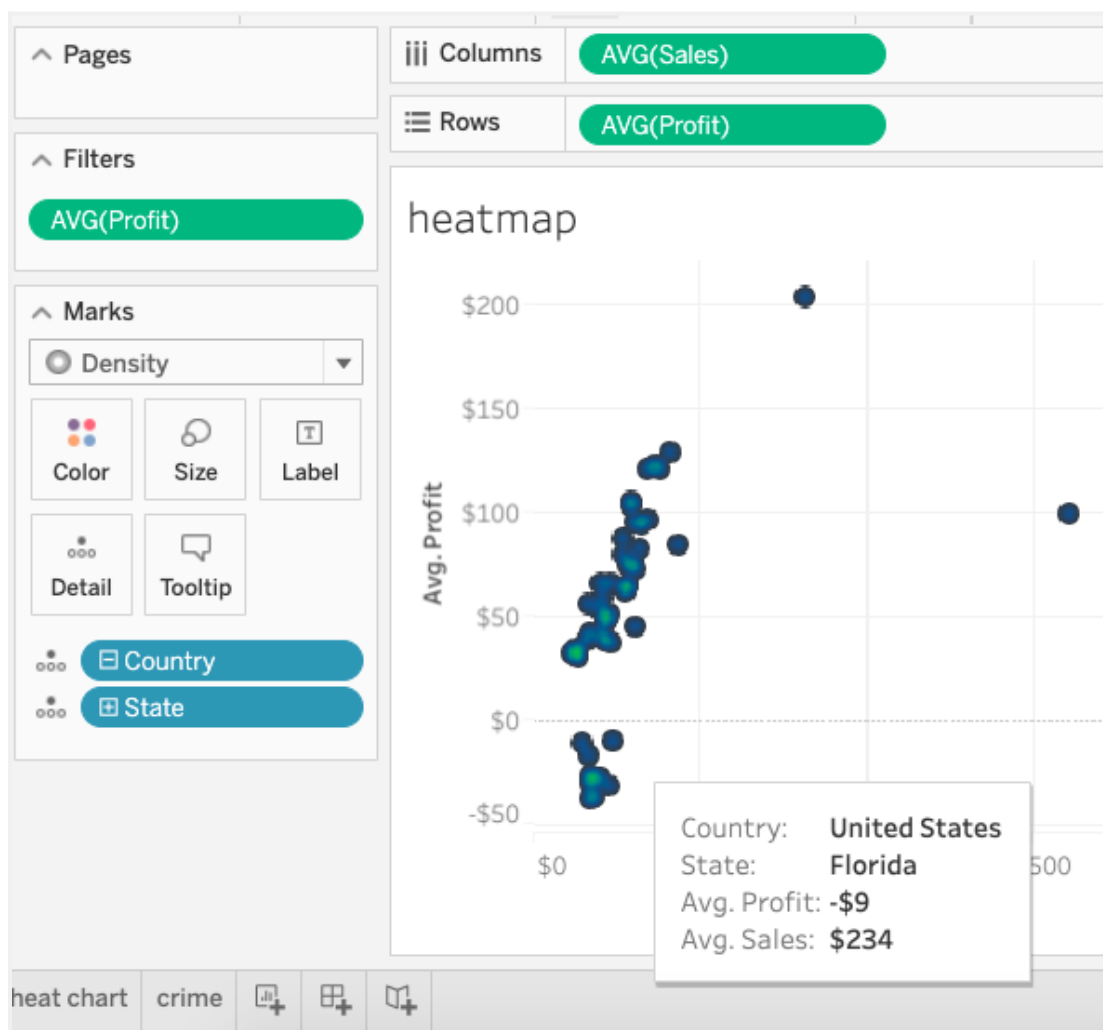 Pages
Columns
AVG(Sales)
Rows
AVG(Profit)
Filters
AVG(Profit)
heatmap
Marks
Density
Color
Size
Label
Detail
Tooltip
Country
State
$200
$150
$100
$50
$0
-$50
Avg. Profit
$0
500
Country: United States
State: Florida
Avg. Profit: -$9
Avg. Sales: $234
heat chart
crime